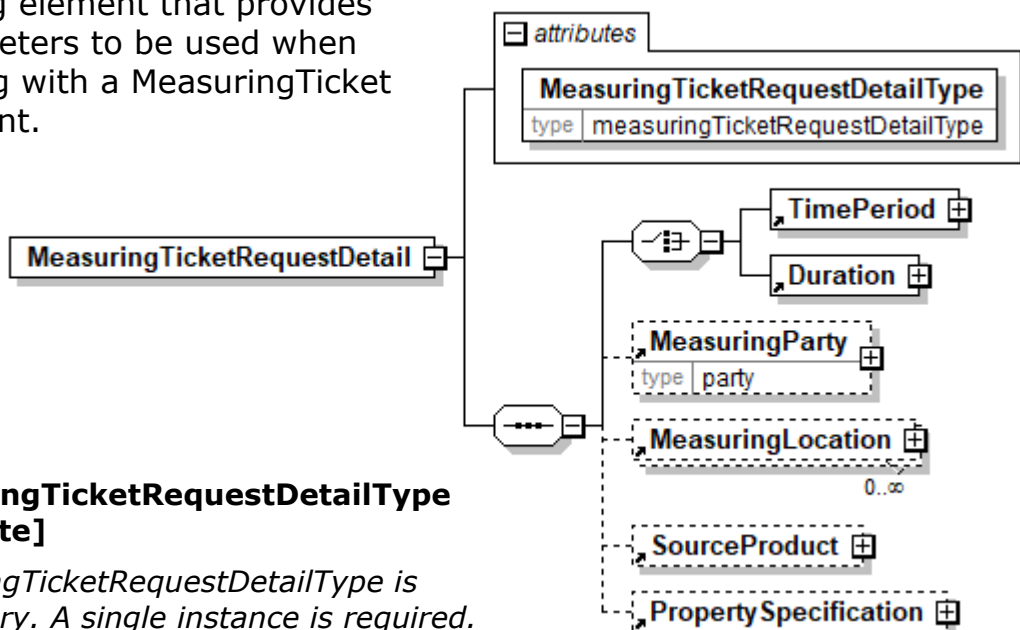 g element that provides
eters to be used when
g with a MeasuringTicket
nt.
attributes
MeasuringTicketRequestDetailType
type measuringTicketRequestDetailType
MeasuringTicketRequestDetail
TimePeriod
Duration
MeasuringParty
type party
MeasuringLocation
0..∞
SourceProduct
PropertySpecification
ngTicketRequestDetailType
te]
gTicketRequestDetailType is
ry. A single instance is required.